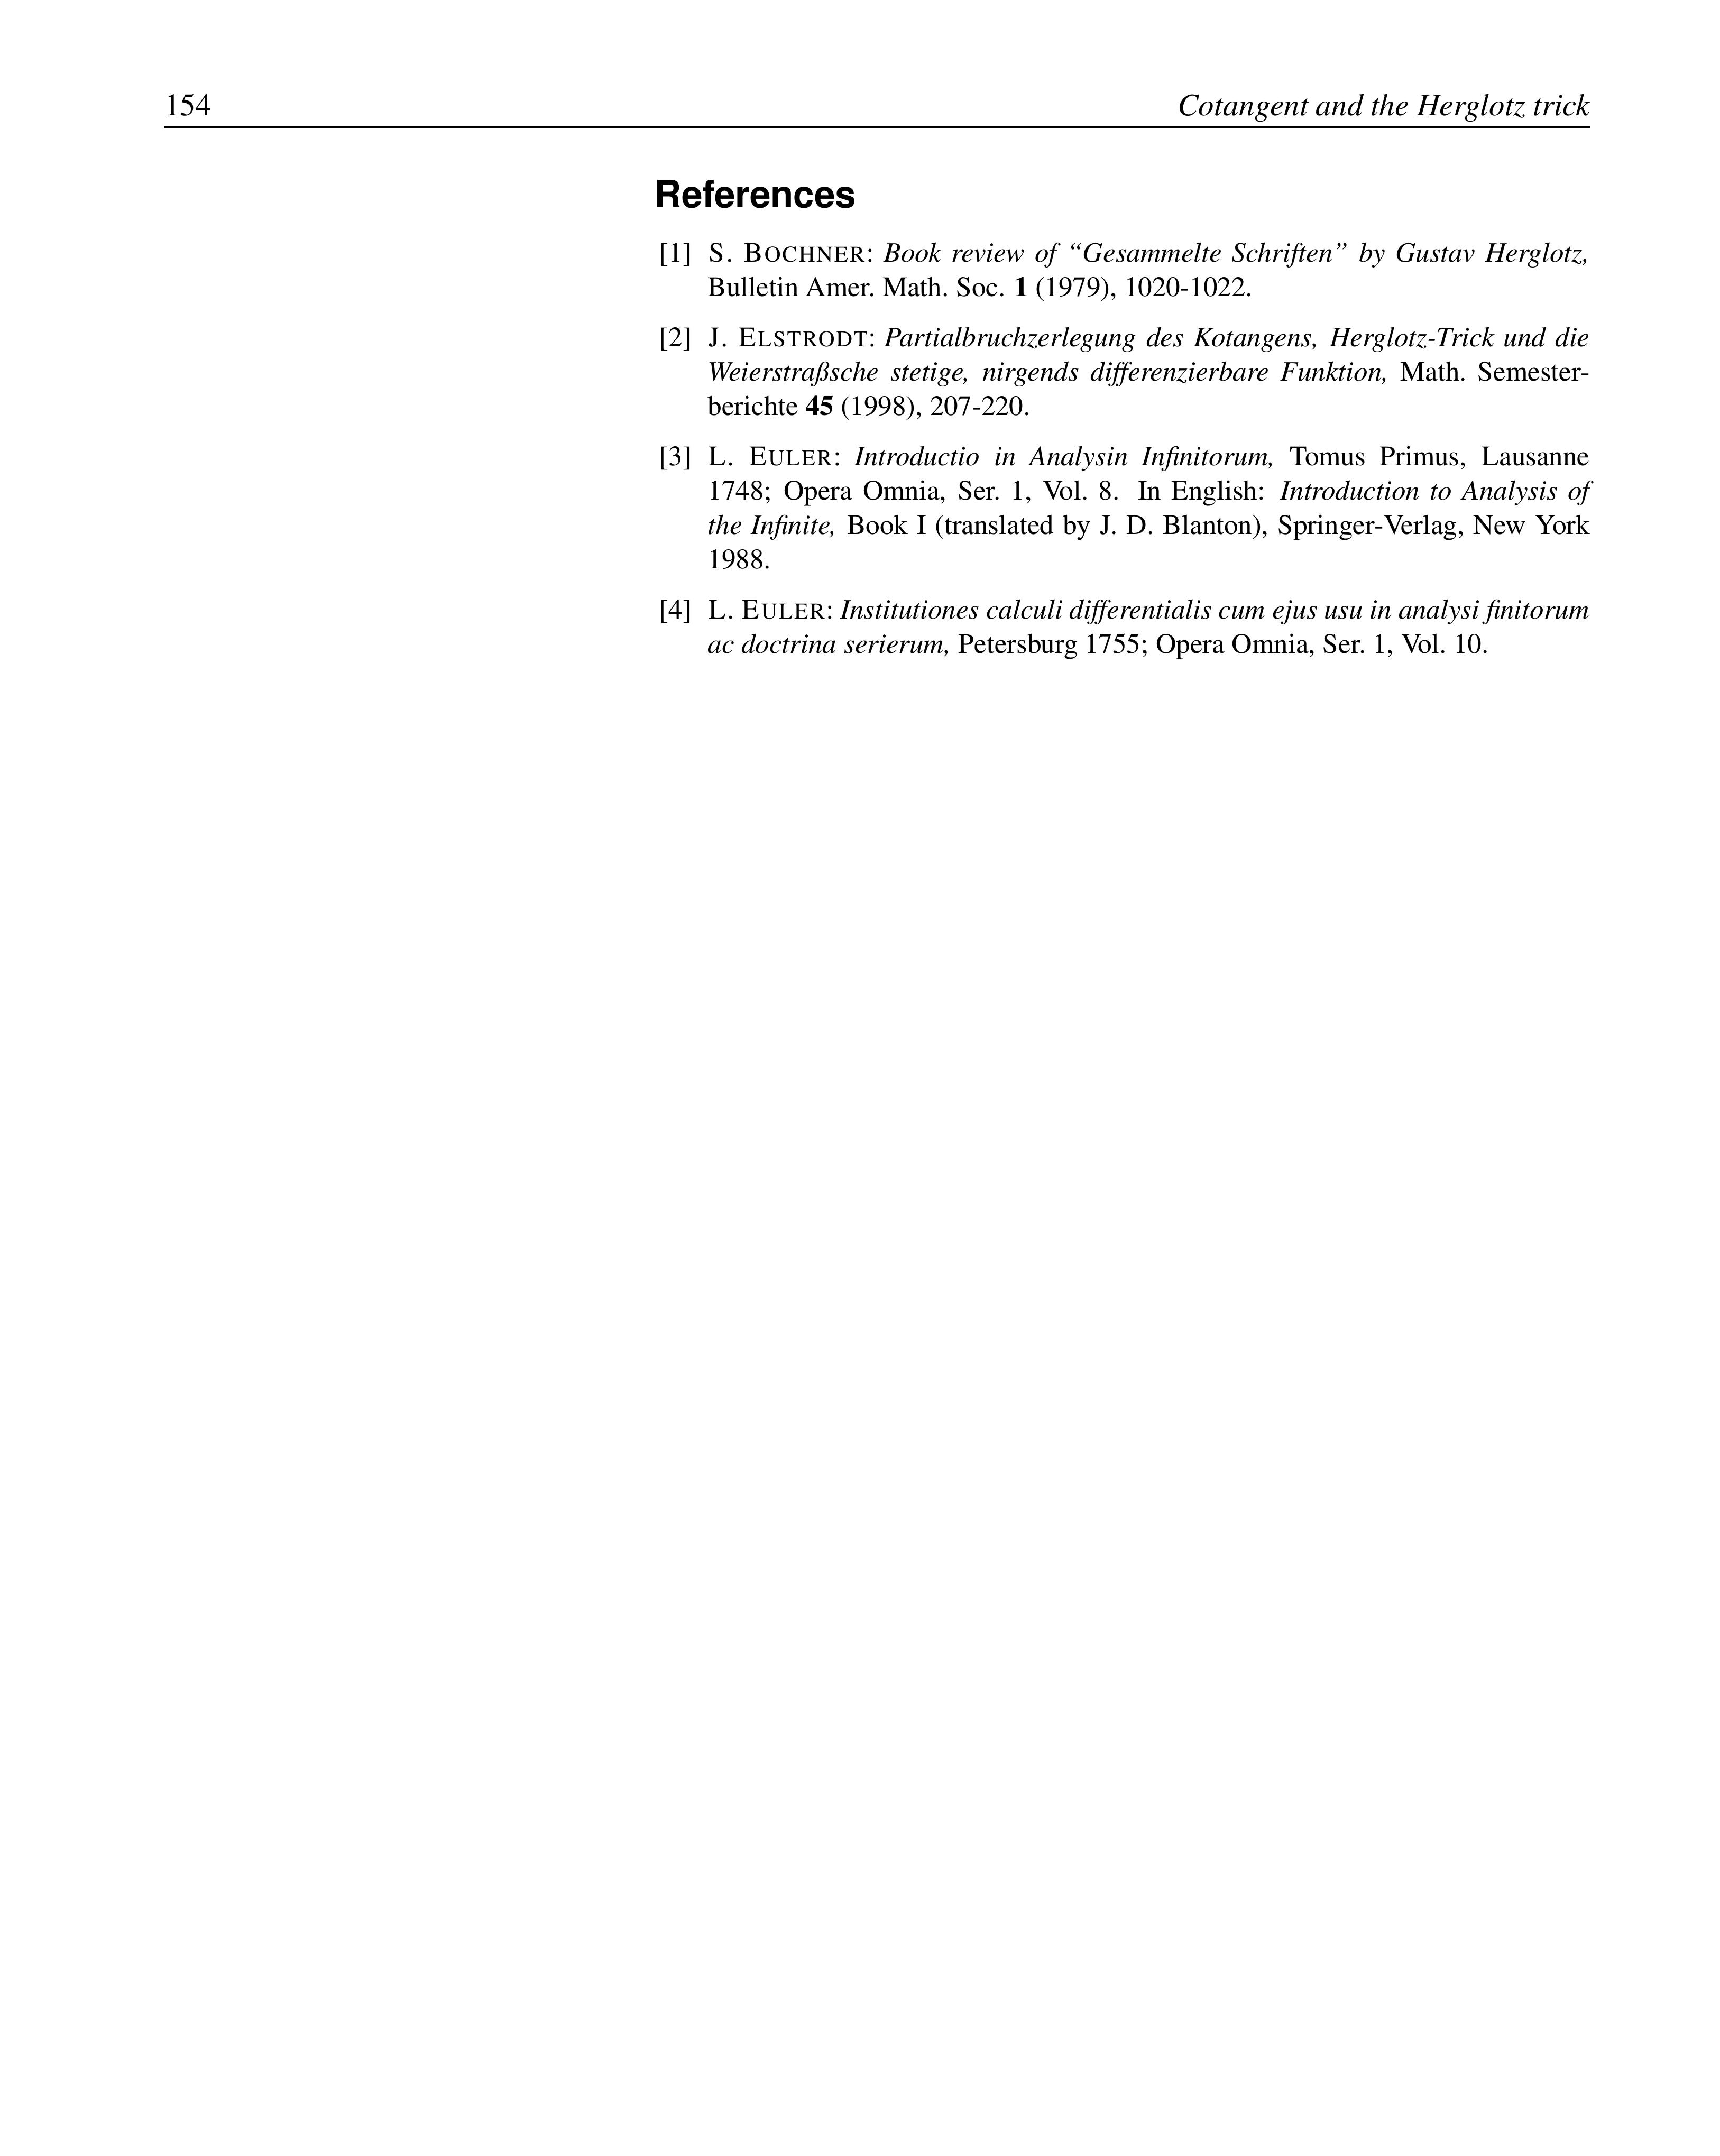 154
Cotangent and the Herglotz trick
References
[1] S. BOCHNER: Book review of “Gesammelte Schriften” by Gustav Herglotz,
Bulletin Amer. Math. Soc. 1 (1979), 1020-1022.
[2] J. ELSTRODT: Partialbruchzerlegung des Kotangens, Herglotz-Trick und die
Weierstraßsche stetige, nirgends differenzierbare Funktion, Math. Semester-
berichte 45 (1998), 207-220.
[3] L. EULER: Introductio in Analysin Infinitorum, Tomus Primus, Lausanne
1748; Opera Omnia, Ser. 1, Vol. 8. In English: Introduction to Analysis of
the Infinite, Book I (translated by J. D. Blanton), Springer-Verlag, New York
1988.
[4] L. EULER: Institutiones calculi differentialis cum ejus usu in analysi finitorum
ac doctrina serierum, Petersburg 1755; Opera Omnia, Ser. 1, Vol. 10.